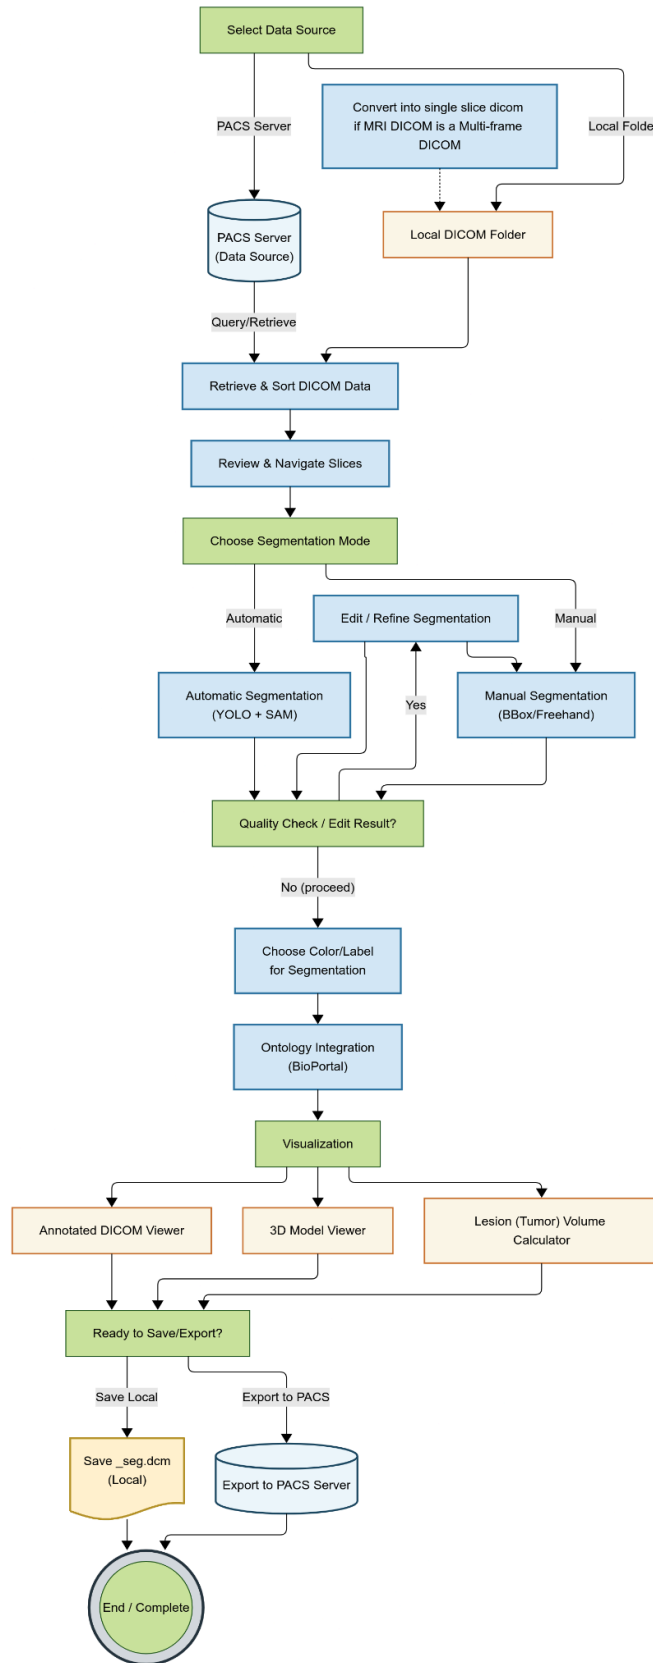 Select Data Source
Convert into single slice dicom
if MRI DICOM is a Multi-frame
DICOM
PACS Server
Local Folder
PACS Server
(Data Source)
Local DICOM Folder
Query/Retrieve
Retrieve & Sort DICOM Data
Review & Navigate Slices
Choose Segmentation Mode
Automatic
Edit / Refine Segmentation
Manual
Automatic Segmentation
(YOLO + SAM)
Yes
Manual Segmentation
(BBox/Freehand)
Quality Check / Edit Result?
No (proceed)
Choose Color/Label
for Segmentation
Ontology Integration
(BioPortal)
Visualization
Annotated DICOM Viewer
3D Model Viewer
Lesion (Tumor) Volume
Calculator
Ready to Save/Export?
Save Local
Export to PACS
Save _seg.dcm
(Local)
Export to PACS Server
End / Complete